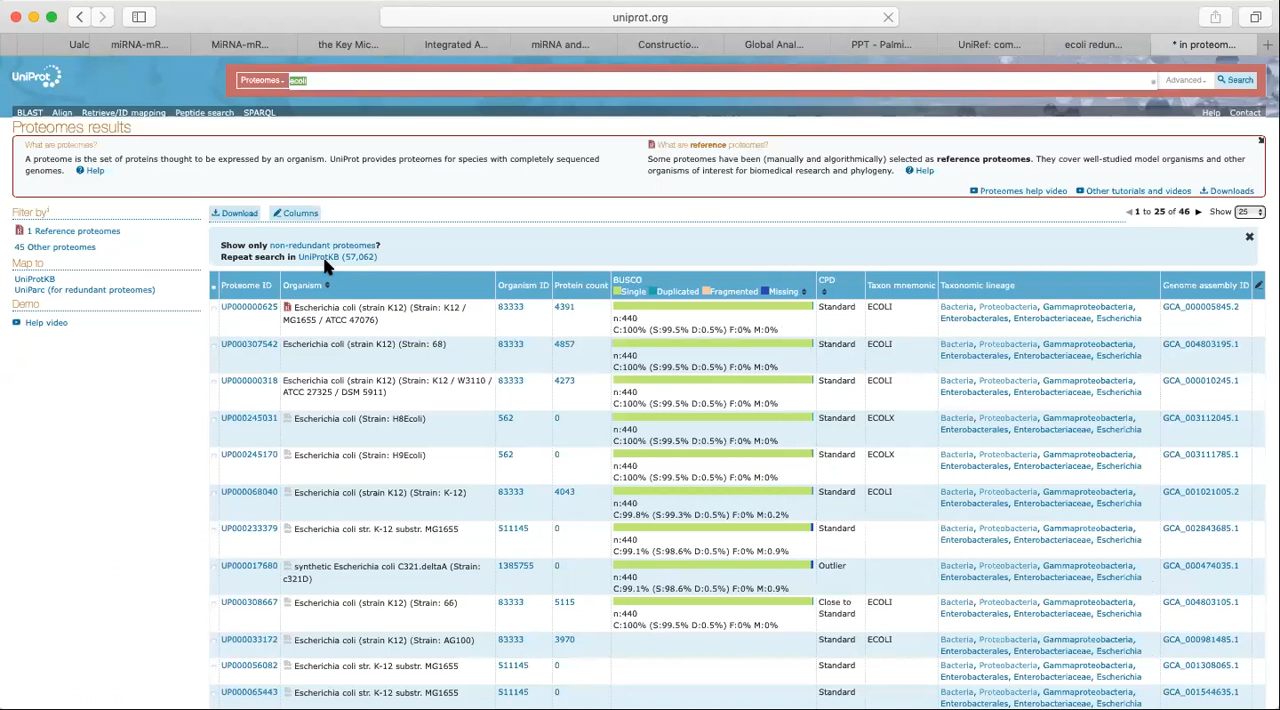 uniprot.org
Ualc
miRNA-mR...
MiRNA-mR...
the Key Mic...
Integrated A...
miRNA and...
Constructio...
Global Anal...
PPT - Palmi...
UniRef: com...
ecoli redun...
* in proteom...
UniProt
Proteomes
ecoli
Advanced
Search
BLAST Align Retrieve/ID mapping Peptide search SPARQL
Help Contact
Proteomes results
What are proteomes?
A proteome is the set of proteins thought to be expressed by an organism. UniProt provides proteomes for species with completely sequenced
genomes. Help
What are reference proteomes?
Some proteomes have been (manually and algorithmically) selected as reference proteomes. They cover well-studied model organisms and other
organisms of interest for biomedical research and phylogeny. Help
Proteomes help video Other tutorials and videos Downloads
Filter by¹
1 Reference proteomes
45 Other proteomes
Map to
UniProtKB
UniParc (for redundant proteomes)
Demo
Help video
Download Columns
1 to 25 of 46 Show 25
Show only non-redundant proteomes?
Repeat search in UniProtKB (57,062)
Proteome ID Organism Organism ID Protein count BUSCO CPD Taxon mnemonic Taxonomic lineage Genome assembly ID
Single Duplicated Fragmented Missing
UP000000625 Escherichia coli (strain K12) (Strain: K12 / 83333 4391 Standard ECOLI Bacteria, Proteobacteria, Gammaproteobacteria, GCA_000005845.2
MG1655 / ATCC 47076) n:440 Enterobacterales, Enterobacteriaceae, Escherichia
C:100% (S:99.5% D:0.5%) F:0% M:0%
UP000307542 Escherichia coli (strain K12) (Strain: 68) 83333 4857 Standard ECOLI Bacteria, Proteobacteria, Gammaproteobacteria, GCA_004803195.1
n:440 Enterobacterales, Enterobacteriaceae, Escherichia
C:100% (S:99.5% D:0.5%) F:0% M:0%
UP000000318 Escherichia coli (strain K12) (Strain: K12 / W3110 / 83333 4273 Standard ECOLI Bacteria, Proteobacteria, Gammaproteobacteria, GCA_000010245.1
ATCC 27325 / DSM 5911) n:440 Enterobacterales, Enterobacteriaceae, Escherichia
C:100% (S:99.5% D:0.5%) F:0% M:0%
UP000245031 Escherichia coli (Strain: H8Ecoli) 562 0 Standard ECOLX Bacteria, Proteobacteria, Gammaproteobacteria, GCA_003112045.1
n:440 Enterobacterales, Enterobacteriaceae, Escherichia
C:100% (S:99.5% D:0.5%) F:0% M:0%
UP000245170 Escherichia coli (Strain: H9Ecoli) 562 0 Standard ECOLX Bacteria, Proteobacteria, Gammaproteobacteria, GCA_003111785.1
n:440 Enterobacterales, Enterobacteriaceae, Escherichia
C:100% (S:99.5% D:0.5%) F:0% M:0%
UP000068040 Escherichia coli (strain K12) (Strain: K-12) 83333 4043 Standard ECOLI Bacteria, Proteobacteria, Gammaproteobacteria, GCA_001021005.2
n:440 Enterobacterales, Enterobacteriaceae, Escherichia
C:99.8% (S:99.3% D:0.5%) F:0% M:0.2%
UP000233379 Escherichia coli str. K-12 substr. MG1655 511145 0 Standard Bacteria, Proteobacteria, Gammaproteobacteria, GCA_002843685.1
n:440 Enterobacterales, Enterobacteriaceae, Escherichia
C:99.1% (S:98.6% D:0.5%) F:0% M:0.9%
UP000017680 synthetic Escherichia coli C321.deltaA (Strain: 1385755 0 Outlier Bacteria, Proteobacteria, Gammaproteobacteria, GCA_000474035.1
c321D) n:440 Enterobacterales, Enterobacteriaceae, Escherichia
C:99.1% (S:98.6% D:0.5%) F:0% M:0.9%
UP000308667 Escherichia coli (strain K12) (Strain: 66) 83333 5115 Close to ECOLI Bacteria, Proteobacteria, Gammaproteobacteria, GCA_004803105.1
n:440 Standard Enterobacterales, Enterobacteriaceae, Escherichia
C:100% (S:99.5% D:0.5%) F:0% M:0%
UP000033172 Escherichia coli (strain K12) (Strain: AG100) 83333 3970 Standard ECOLI Bacteria, Proteobacteria, Gammaproteobacteria, GCA_000981485.1
Enterobacterales, Enterobacteriaceae, Escherichia
UP000056082 Escherichia coli str. K-12 substr. MG1655 511145 0 Standard Bacteria, Proteobacteria, Gammaproteobacteria, GCA_001308065.1
Enterobacterales, Enterobacteriaceae, Escherichia
UP000065443 Escherichia coli str. K-12 substr. MG1655 511145 0 Standard Bacteria, Proteobacteria, Gammaproteobacteria, GCA_001544635.1
Enterobacterales, Enterobacteriaceae, Escherichia